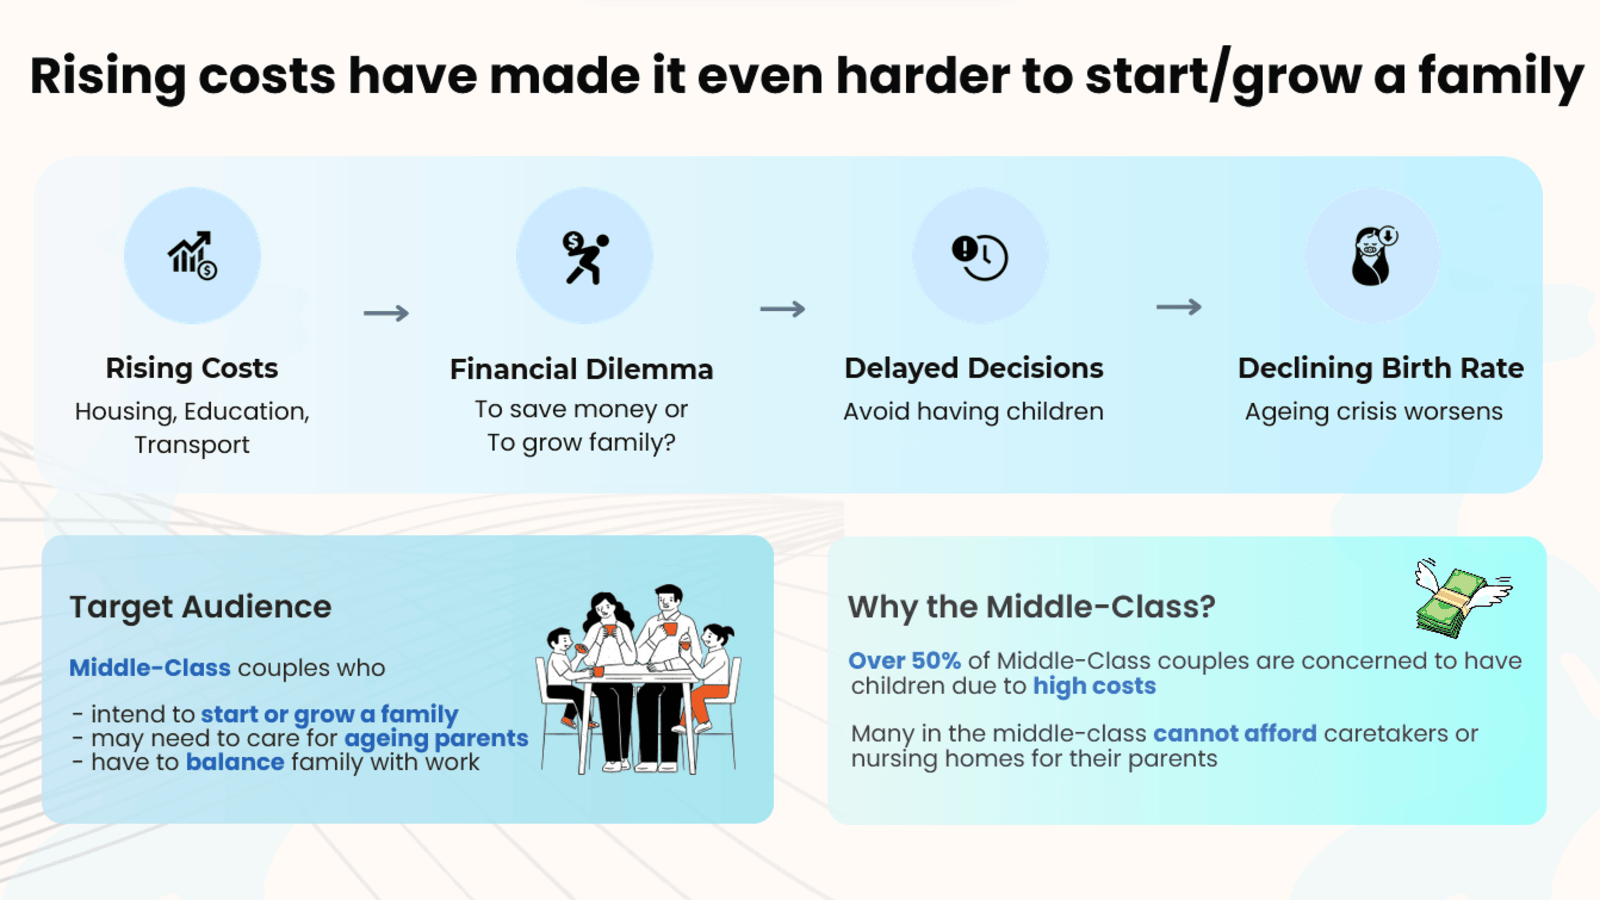 Rising costs have made it even harder to start/grow a family
Rising Costs
Housing, Education,
Transport
Financial Dilemma
To save money or
To grow family?
Delayed Decisions
Avoid having children
Declining Birth Rate
Ageing crisis worsens
Target Audience
Middle-Class couples who
- intend to start or grow a family
- may need to care for ageing parents
- have to balance family with work
Why the Middle-Class?
Over 50% of Middle-Class couples are concerned to have
children due to high costs
Many in the middle-class cannot afford caretakers or
nursing homes for their parents